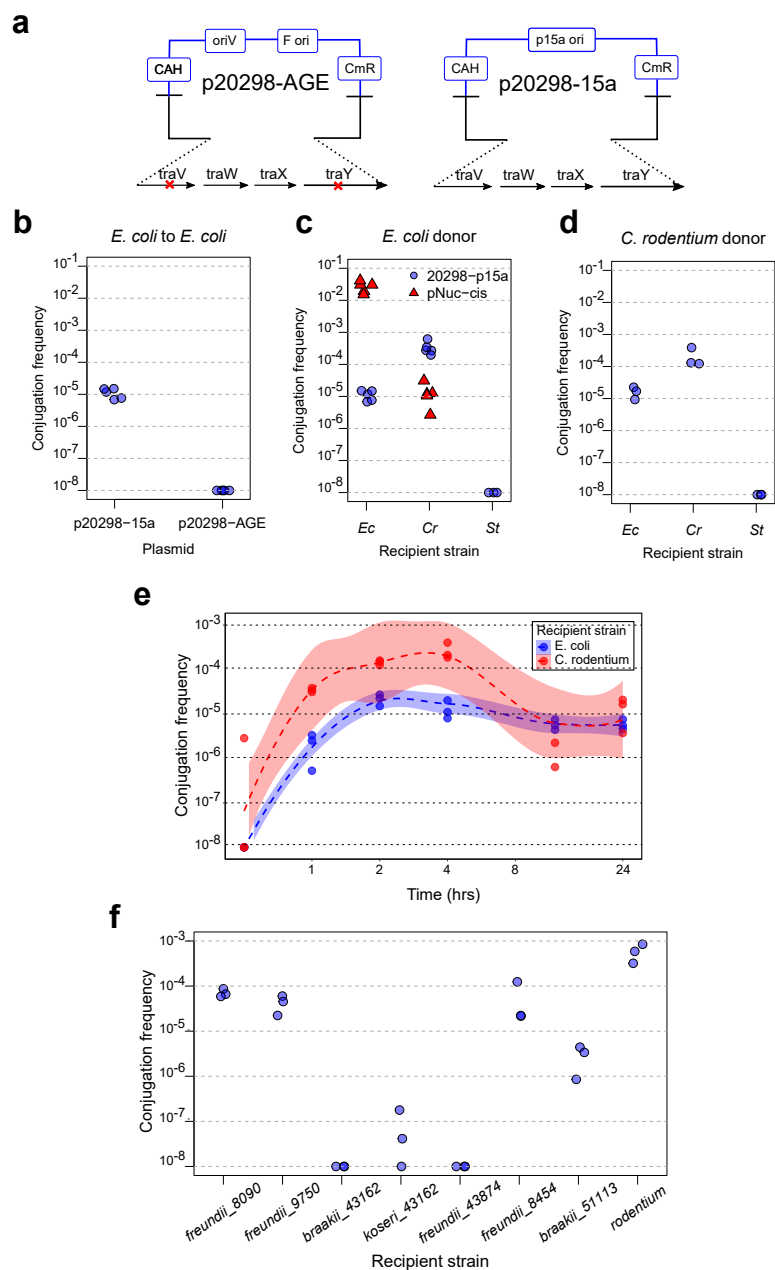 a
oriV
F ori
CAH
CmR
p20298-AGE
traV
traW
traX
traY
p15a ori
CAH
CmR
p20298-15a
traV
traW
traX
traY
b
E. coli to E. coli
Conjugation frequency
10-1
10-2
10-3
10-4
10-5
10-6
10-7
10-8
p20298−15a
p20298−AGE
Plasmid
c
E. coli donor
Conjugation frequency
10-1
10-2
10-3
10-4
10-5
10-6
10-7
10-8
20298−p15a
pNuc−cis
Ec
Cr
St
Recipient strain
d
C. rodentium donor
Conjugation frequency
10-1
10-2
10-3
10-4
10-5
10-6
10-7
10-8
Ec
Cr
St
Recipient strain
e
Conjugation frequency
10-3
10-4
10-5
10-6
10-7
10-8
Recipient strain
E. coli
C. rodentium
1
2
4
8
24
Time (hrs)
f
Conjugation frequency
10-3
10-4
10-5
10-6
10-7
10-8
freundii_8090
freundii_9750
braakii_43162
koseri_43162
freundii_43874
freundii_8454
braakii_51113
rodentium
Recipient strain